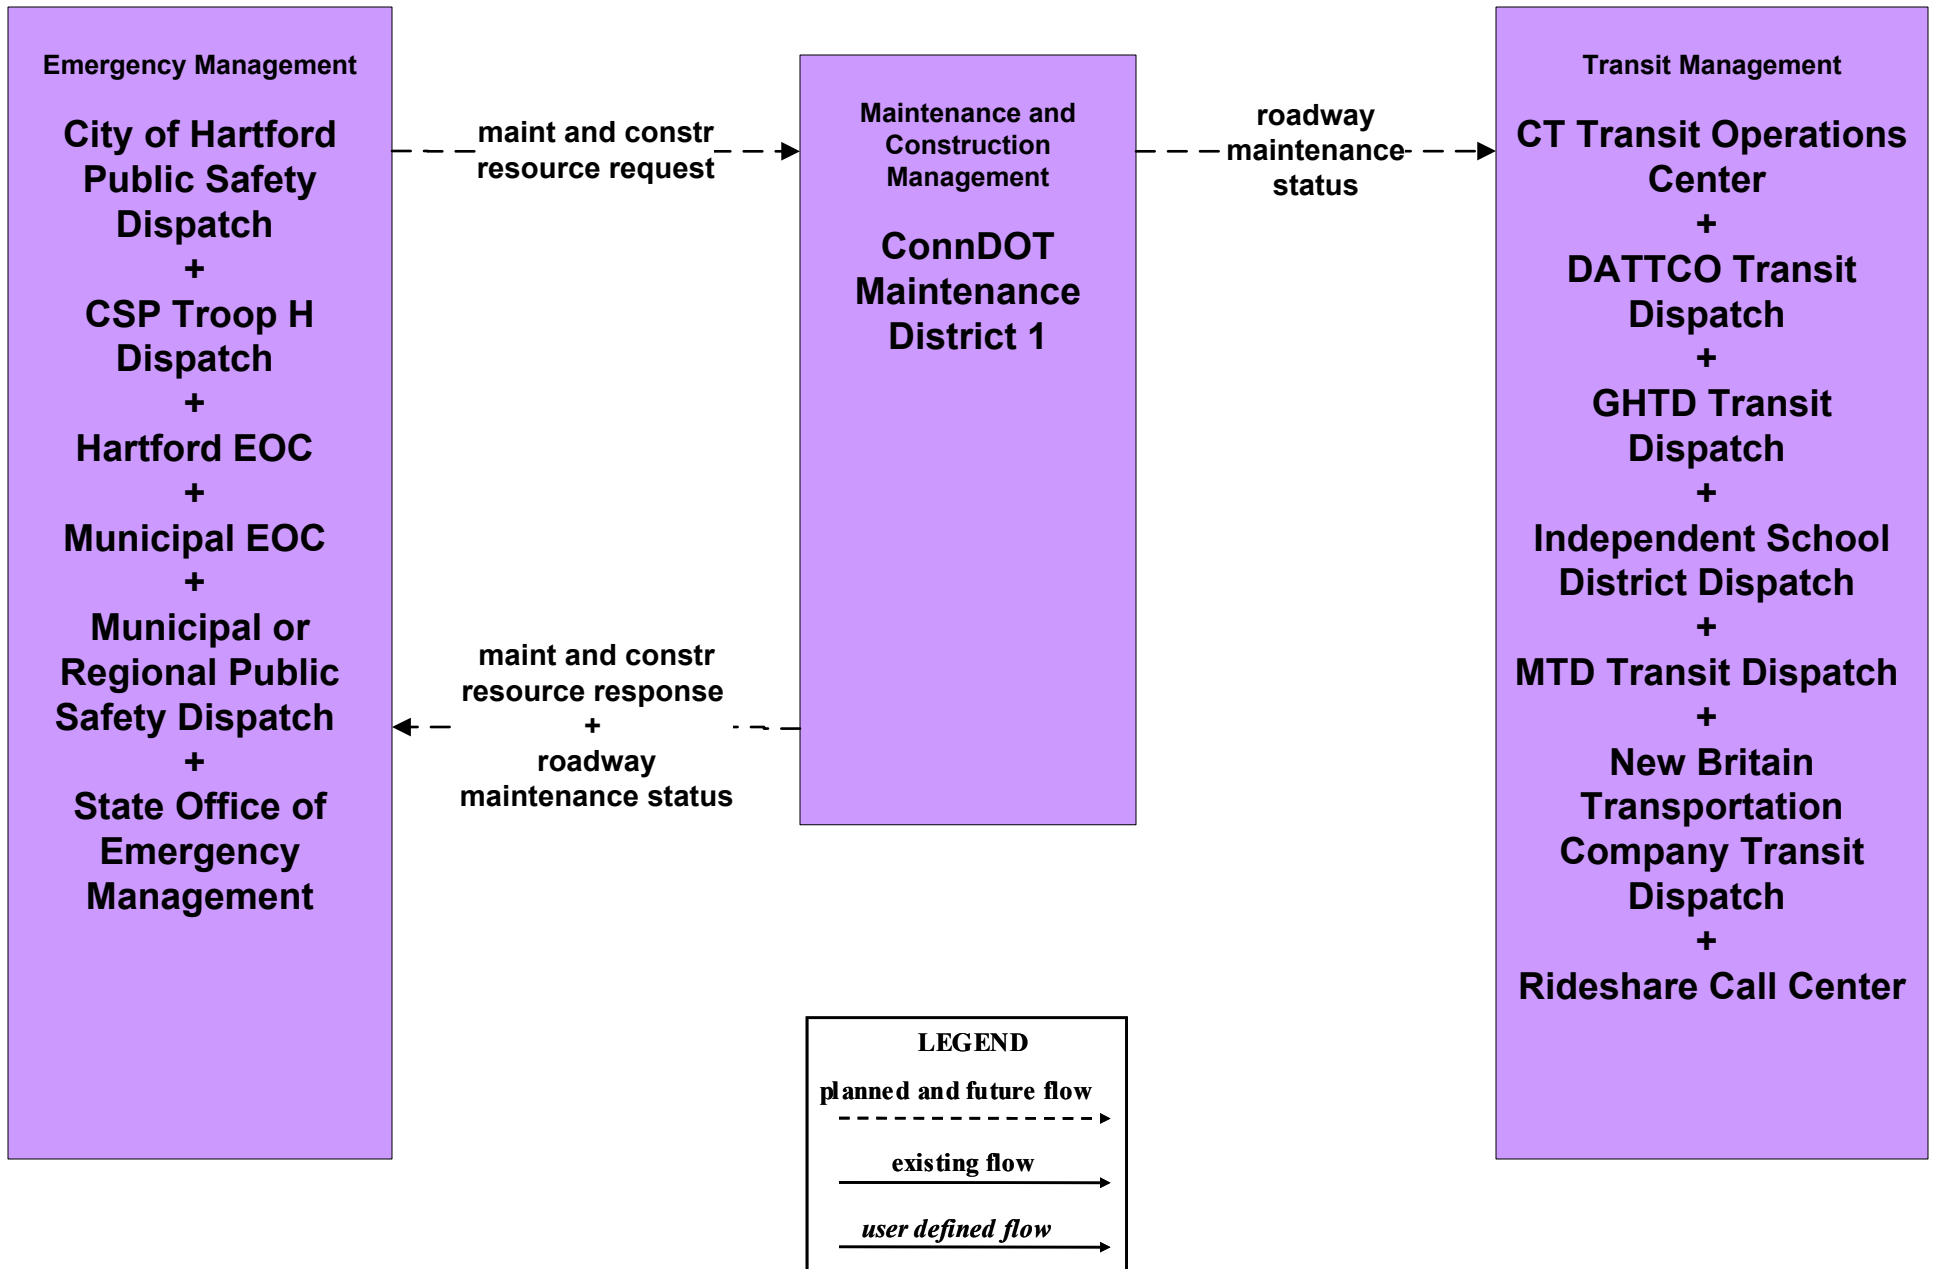 Emergency Management
City of Hartford
Public Safety
Dispatch
+
CSP Troop H
Dispatch
+
Hartford EOC
+
Municipal EOC
+
Municipal or
Regional Public
Safety Dispatch
+
State Office of
Emergency
Management
maint and constr
resource request
maint and constr
resource response
+
roadway
maintenance status
Maintenance and
Construction
Management
ConnDOT
Maintenance
District 1
roadway
maintenance
status
Transit Management
CT Transit Operations
Center
+
DATTCO Transit
Dispatch
+
GHTD Transit
Dispatch
+
Independent School
District Dispatch
+
MTD Transit Dispatch
+
New Britain
Transportation
Company Transit
Dispatch
+
Rideshare Call Center
LEGEND
planned and future flow
existing flow
user defined flow